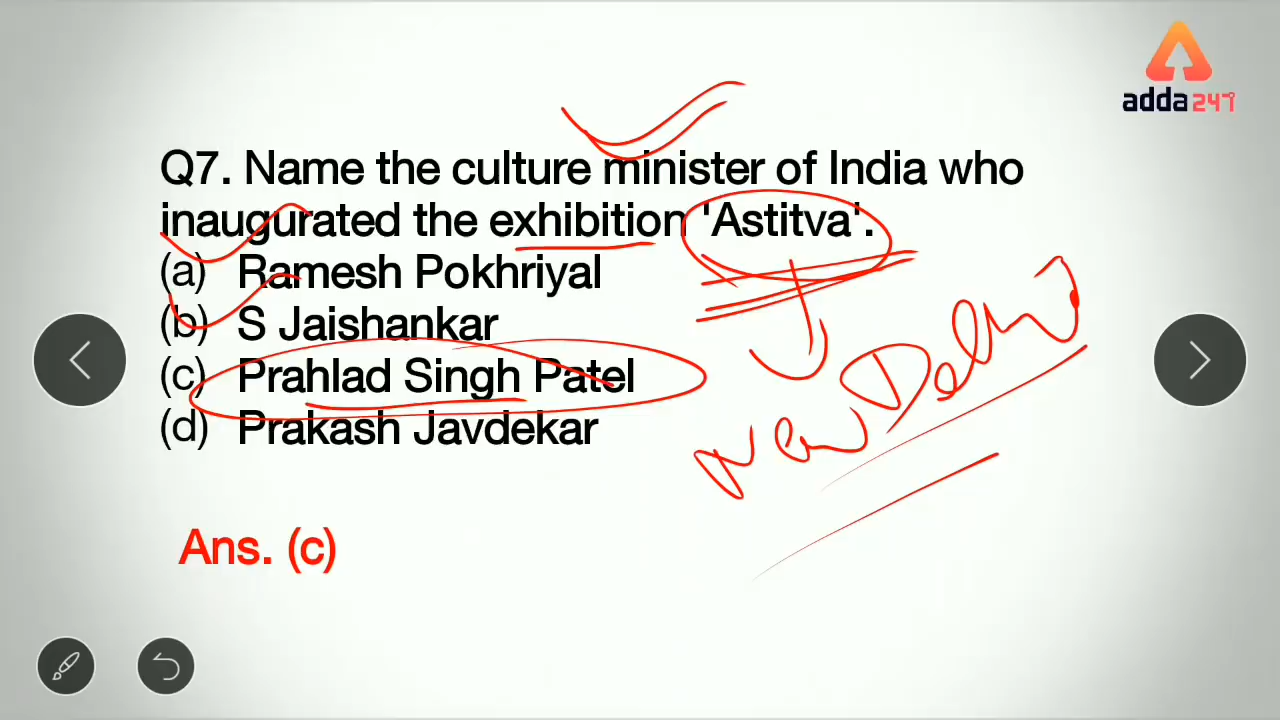 adda247
Q7. Name the culture minister of India who
inaugurated the exhibition 'Astitva'.
(a) Ramesh Pokhriyal
(b) S Jaishankar
(c) Prahlad Singh Patel
(d) Prakash Javdekar
New Delhi
Ans. (c)